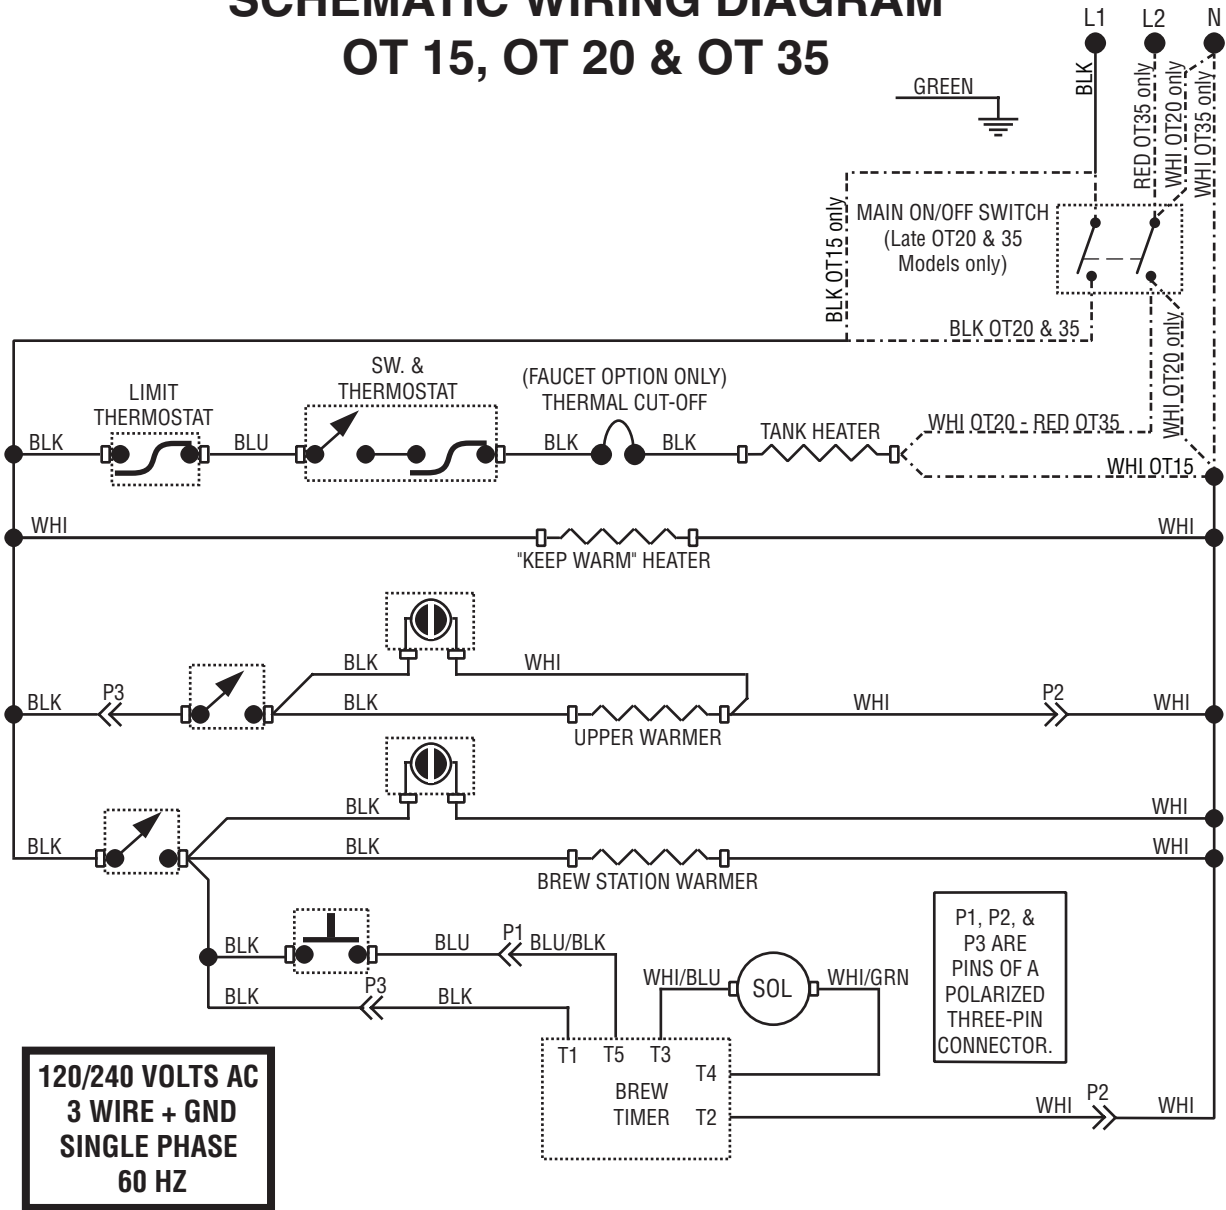 SCHEMATIC WIRING DIAGRAM
OT 15, OT 20 & OT 35
L1
L2
N
GREEN
BLK
RED OT35 only
WHI OT20 only
WHI OT35 only
BLK OT15 only
MAIN ON/OFF SWITCH
(Late OT20 & 35
Models only)
BLK OT20 & 35
WHI OT20 only
LIMIT
THERMOSTAT
SW. &
THERMOSTAT
(FAUCET OPTION ONLY)
THERMAL CUT-OFF
TANK HEATER
WHI OT20 - RED OT35
WHI OT15
BLK
BLU
BLK
BLK
WHI
"KEEP WARM" HEATER
WHI
BLK
WHI
BLK
P3
BLK
UPPER WARMER
WHI
P2
WHI
BLK
WHI
BLK
BLK
BREW STATION WARMER
WHI
BLK
BLU
P1
BLU/BLK
BLK
P3
BLK
WHI/BLU
SOL
WHI/GRN
T1
T5
T3
T4
BREW
TIMER
T2
WHI
P2
WHI
P1, P2, &
P3 ARE
PINS OF A
POLARIZED
THREE-PIN
CONNECTOR.
120/240 VOLTS AC
3 WIRE + GND
SINGLE PHASE
60 HZ